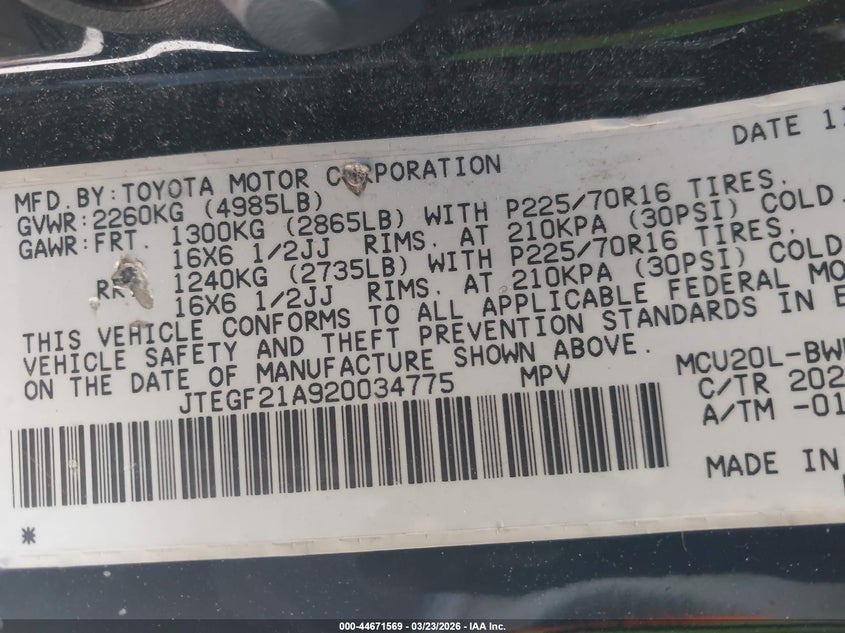 DATE 11
MFD.BY:TOYOTA MOTOR CORPORATION
GVWR:2260KG (4985LB)
GAWR:FRT. 1300KG (2865LB) WITH P225/70R16 TIRES.
16X6 1/2JJ RIMS. AT 210KPA (30PSI) COLD.
RR. 1240KG (2735LB) WITH P225/70R16 TIRES.
16X6 1/2JJ RIMS. AT 210KPA (30PSI) COLD
THIS VEHICLE CONFORMS TO ALL APPLICABLE FEDERAL MO
VEHICLE SAFETY AND THEFT PREVENTION STANDARDS IN E
ON THE DATE OF MANUFACTURE SHOWN ABOVE.
JTEGF21A920034775 MPV
MCU20L-BW
C/TR 202
A/TM -01
MADE IN
*
000-44671569 — 03/23/2026 — IAA Inc.